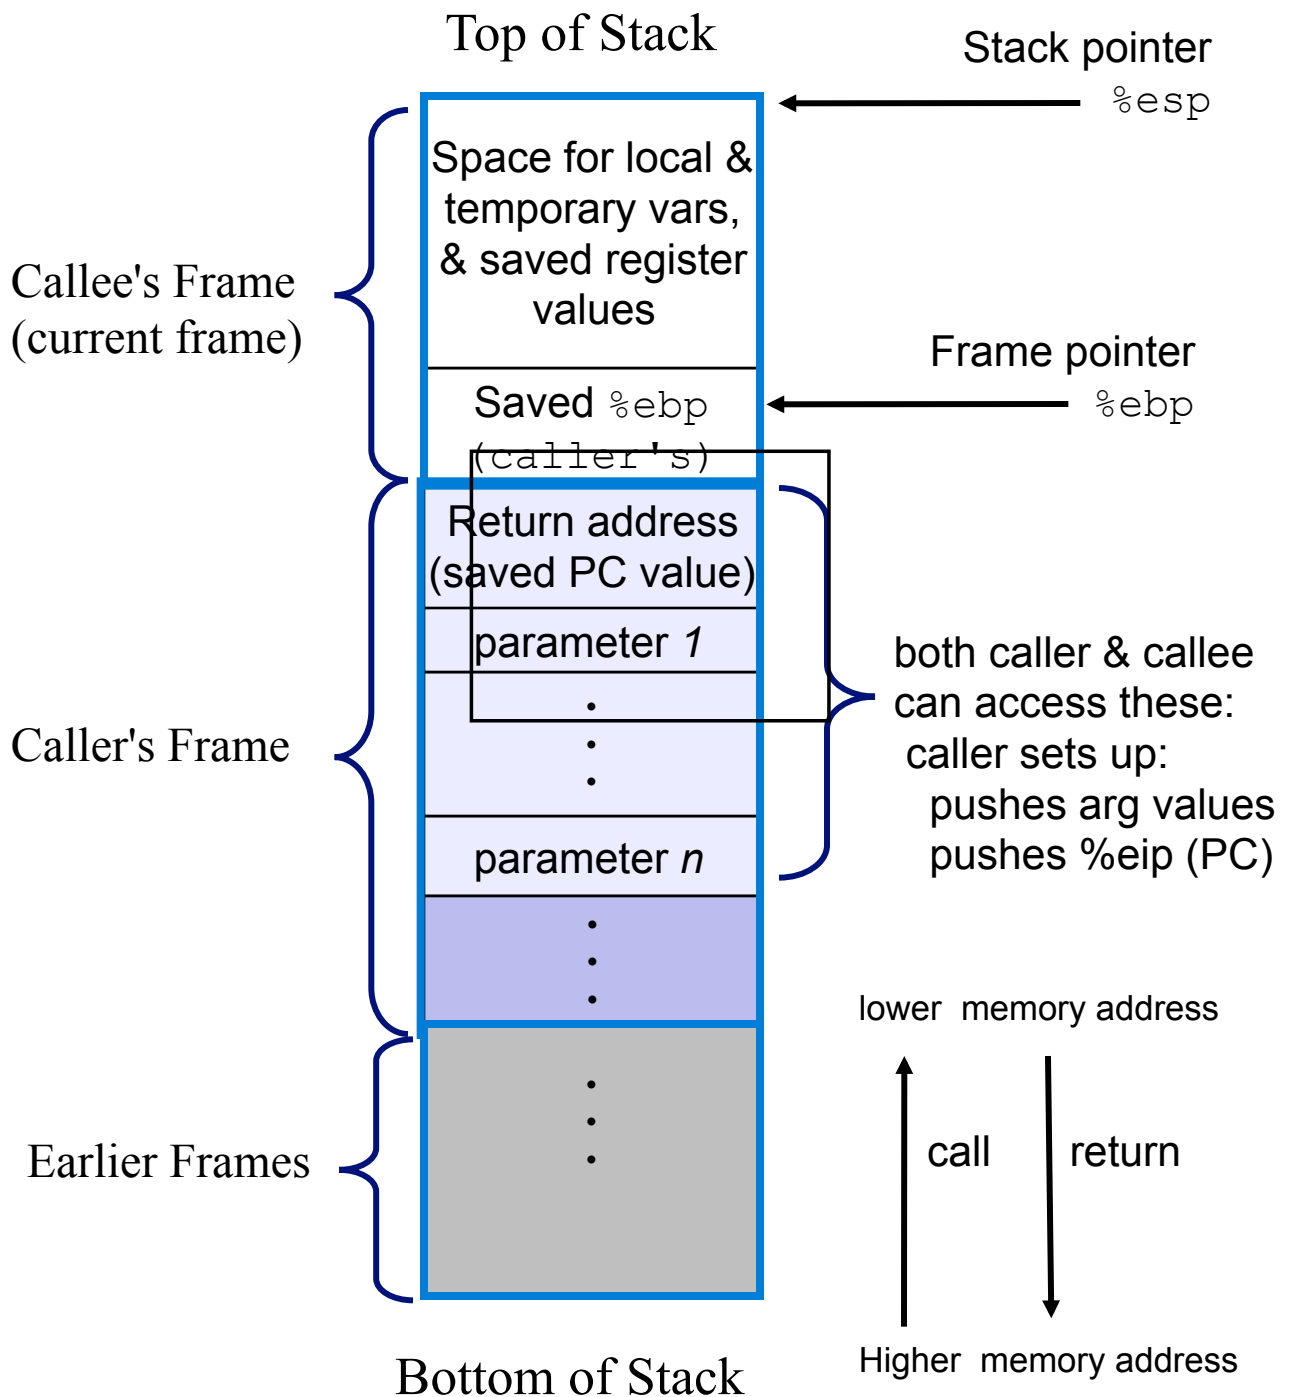 Top of Stack
Stack pointer
%esp
Space for local &
temporary vars,
& saved register
values
Callee's Frame
(current frame)
Frame pointer
%ebp
Saved %ebp
(caller's)
Return address
(saved PC value)
parameter 1
parameter n
Caller's Frame
both caller & callee
can access these:
caller sets up:
pushes arg values
pushes %eip (PC)
lower memory address
call
return
Higher memory address
Earlier Frames
Bottom of Stack